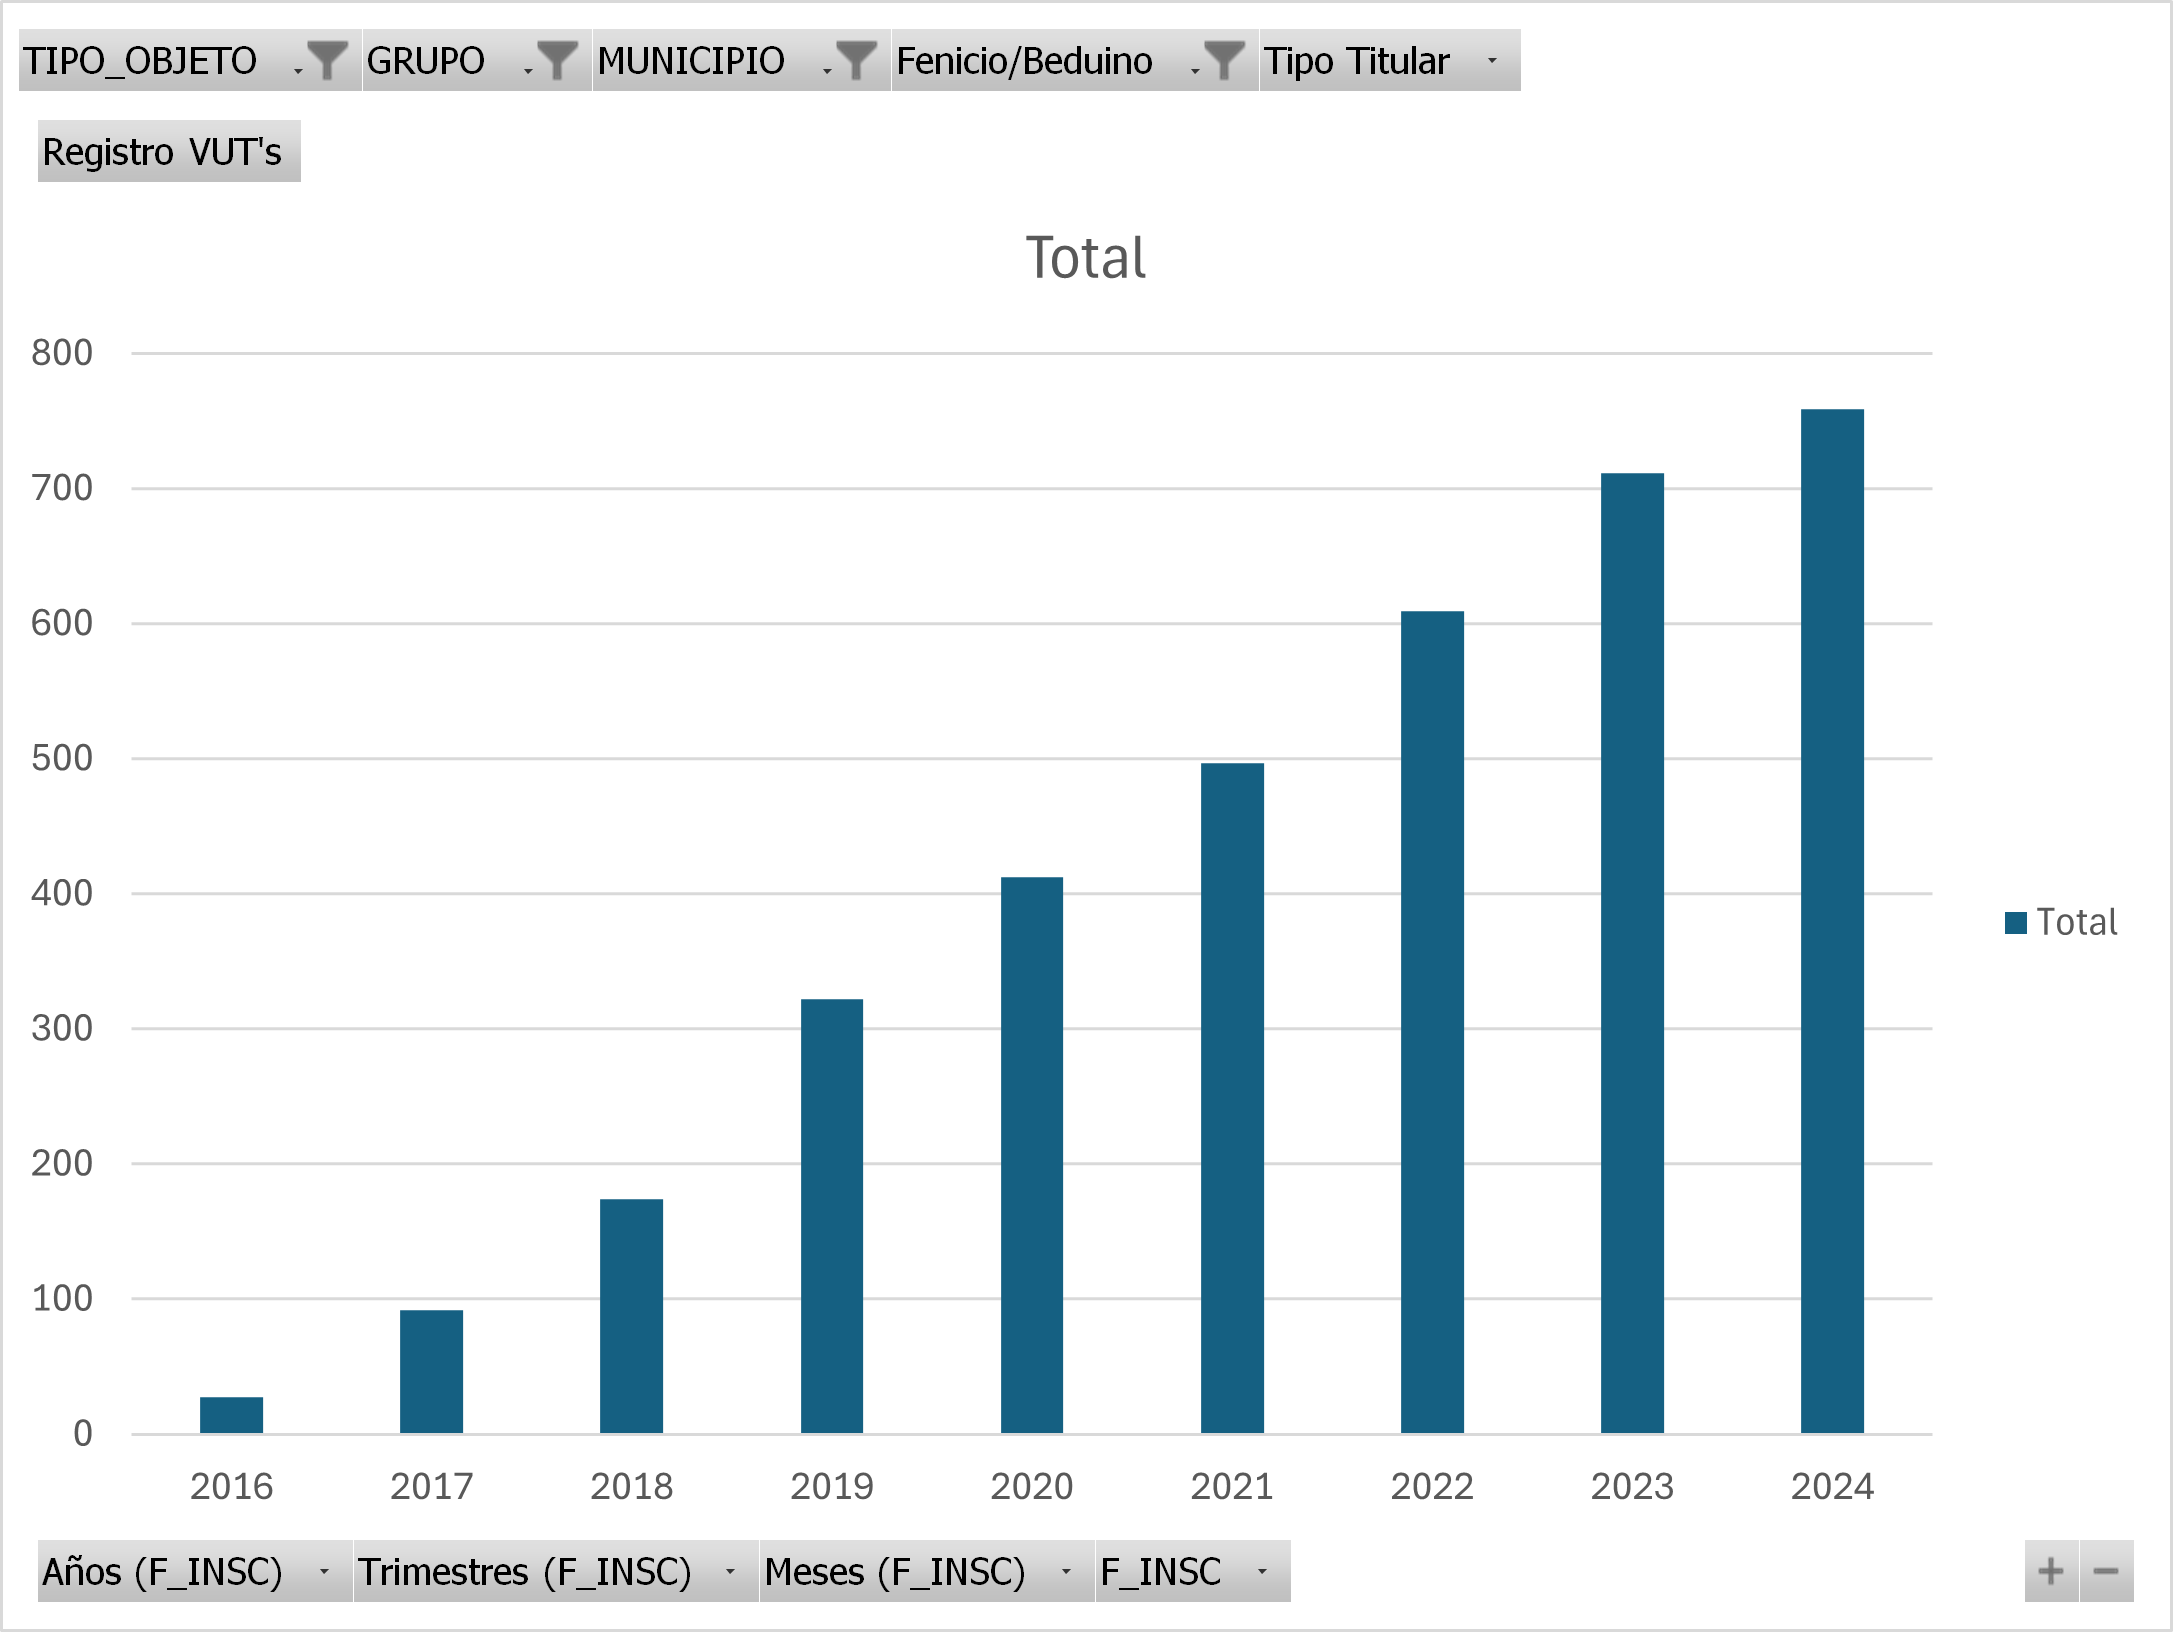 TIPO_OBJETO GRUPO MUNICIPIO Fenicio/Beduino Tipo Titular
Registro VUT's
Total
800
700
600
500
400
300
200
100
0
Total
2016 2017 2018 2019 2020 2021 2022 2023 2024
Años (F_INSC) Trimestres (F_INSC) Meses (F_INSC) F_INSC + −